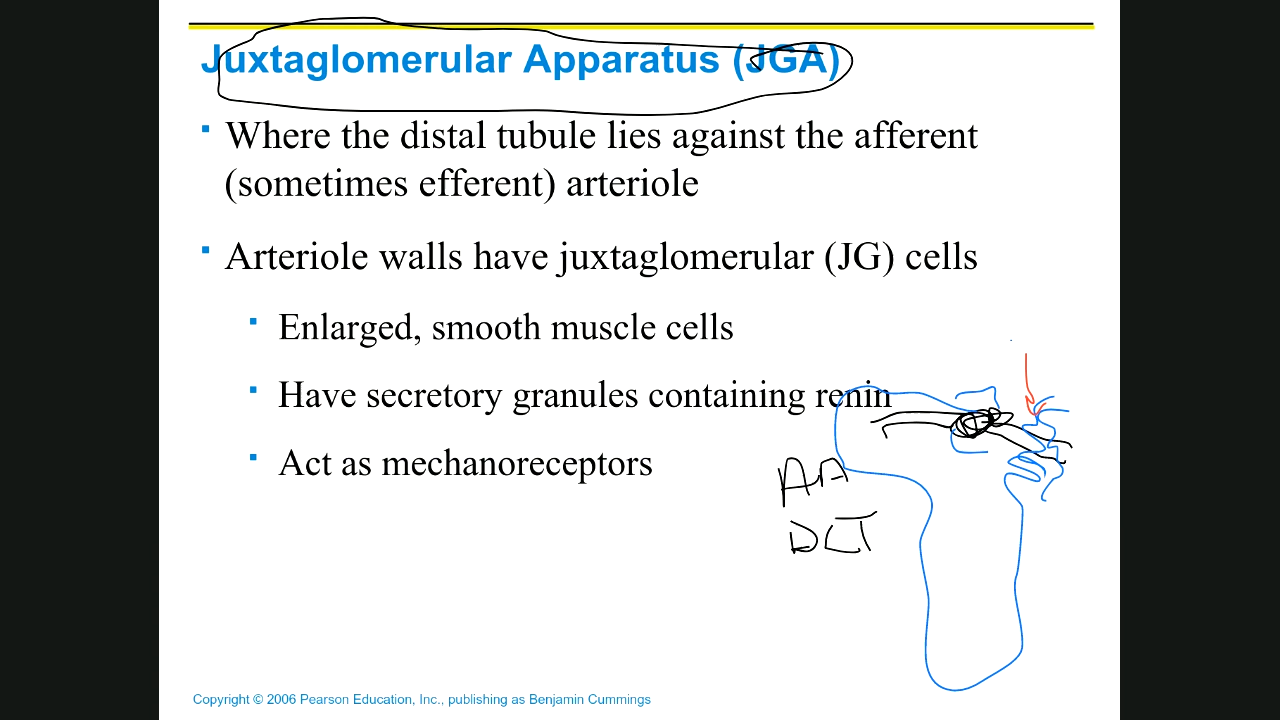 Juxtaglomerular Apparatus (JGA)
Where the distal tubule lies against the afferent
(sometimes efferent) arteriole
Arteriole walls have juxtaglomerular (JG) cells
Enlarged, smooth muscle cells
Have secretory granules containing renin
Act as mechanoreceptors
AA
DCT
Copyright © 2006 Pearson Education, Inc., publishing as Benjamin Cummings